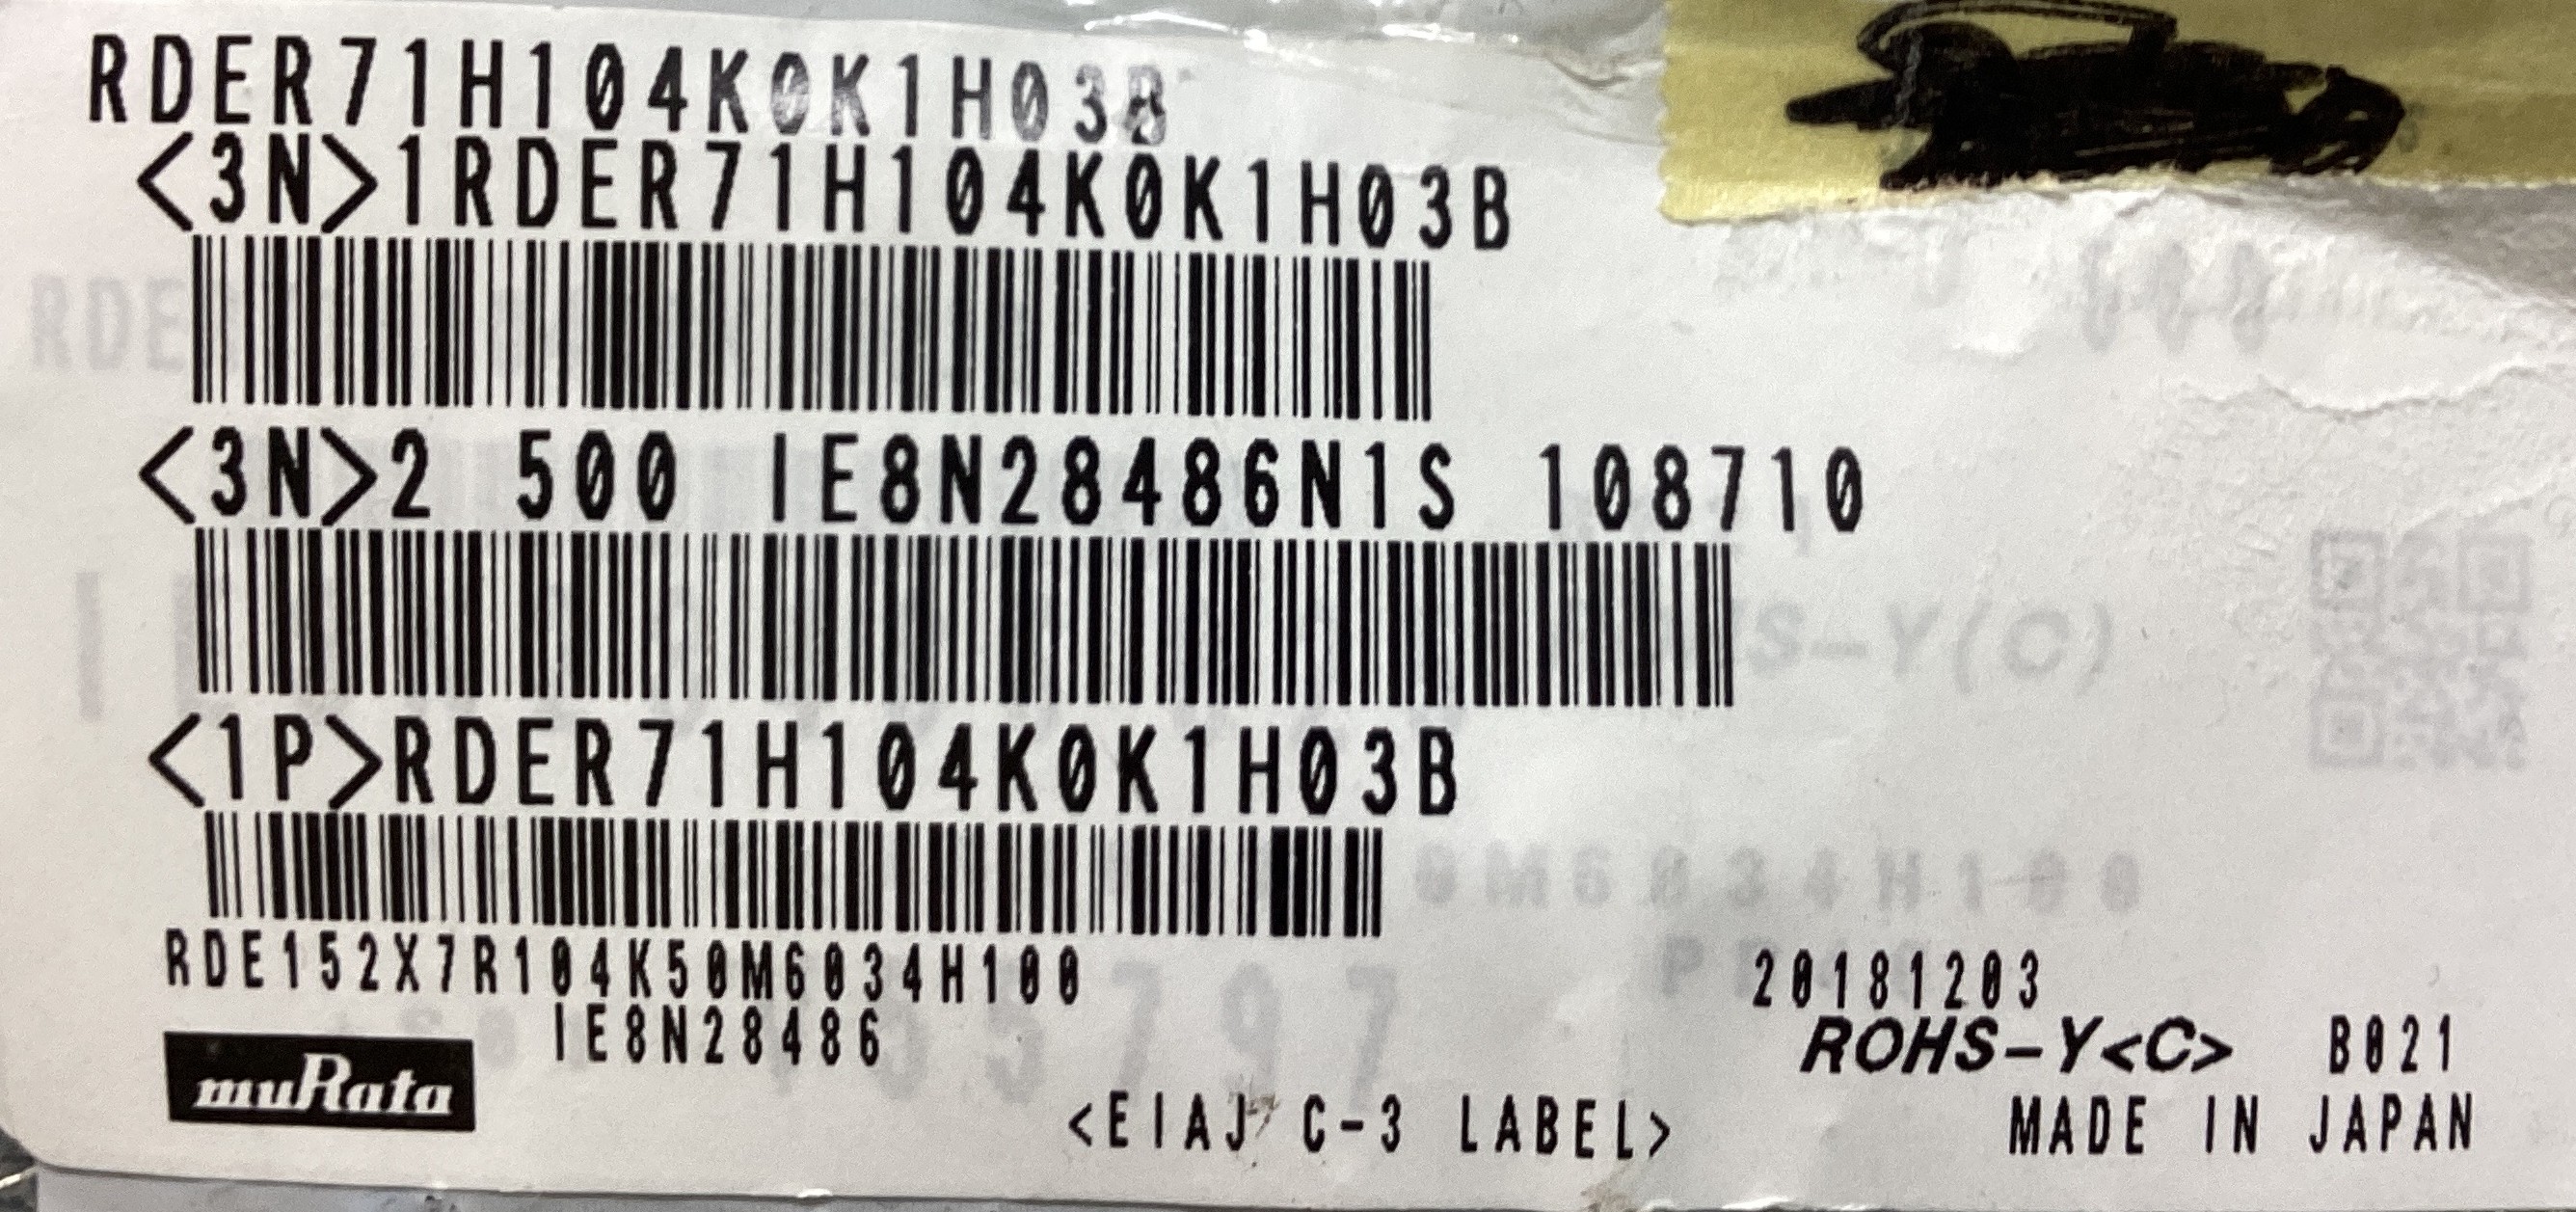 RDER71H104K0K1H03B
<3N>1RDER71H104K0K1H03B
<3N>2 500 IE8N28486N1S 108710
<1P>RDER71H104K0K1H03B
RDE152X7R104K50M6034H100
20181203
IE8N28486
ROHS-Y<C> B021
muRata
<EIAJ C-3 LABEL>
MADE IN JAPAN